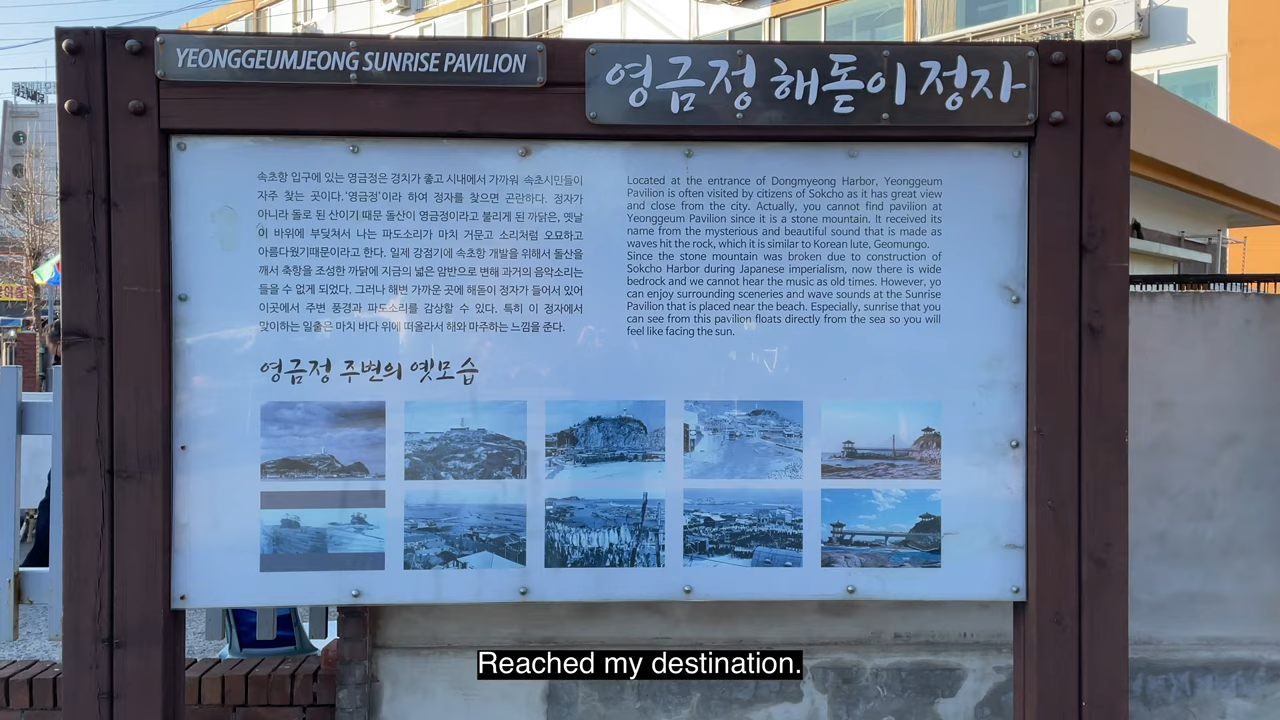 YEONGGEUMJEONG SUNRISE PAVILION
영금정 해돋이 정자
속초항 입구에 있는 영금정은 경치가 좋고 시내에서 가까워 속초시민들이
자주 찾는 곳이다. '영금정'이라 하여 정자를 찾으면 곤란하다. 정자가
아니라 돌로 된 산이기 때문 돌산이 영금정이라고 불리게 된 까닭은, 옛날
이 바위에 부딪쳐서 나는 파도소리가 마치 거문고 소리처럼 오묘하고
아름다웠기때문이라고 한다. 일제 강점기에 속초항 개발을 위해서 돌산을
깨서 축항을 조성한 까닭에 지금의 넓은 암반으로 변해 과거의 음악소리는
들을 수 없게 되었다. 그러나 해변 가까운 곳에 해돋이 정자가 들어서 있어
이곳에서 주변 풍경과 파도소리를 감상할 수 있다. 특히 이 정자에서
맞이하는 일출은 마치 바다 위에 떠올라서 해와 마주하는 느낌을 준다.
Located at the entrance of Dongmyeong Harbor, Yeonggeum
Pavilion is often visited by citizens of Sokcho as it has great view
and close from the city. Actually, you cannot find pavilion at
Yeonggeum Pavilion since it is a stone mountain. It received its
name from the mysterious and beautiful sound that is made as
waves hit the rock, which it is similar to Korean lute, Geomungo.
Since the stone mountain was broken due to construction of
Sokcho Harbor during Japanese imperialism, now there is wide
bedrock and we cannot hear the music as old times. However, yo
can enjoy surrounding sceneries and wave sounds at the Sunrise
Pavilion that is placed near the beach. Especially, sunrise that you
can see from this pavilion floats directly from the sea so you will
feel like facing the sun.
영금정 주변의 옛모습
Reached my destination.